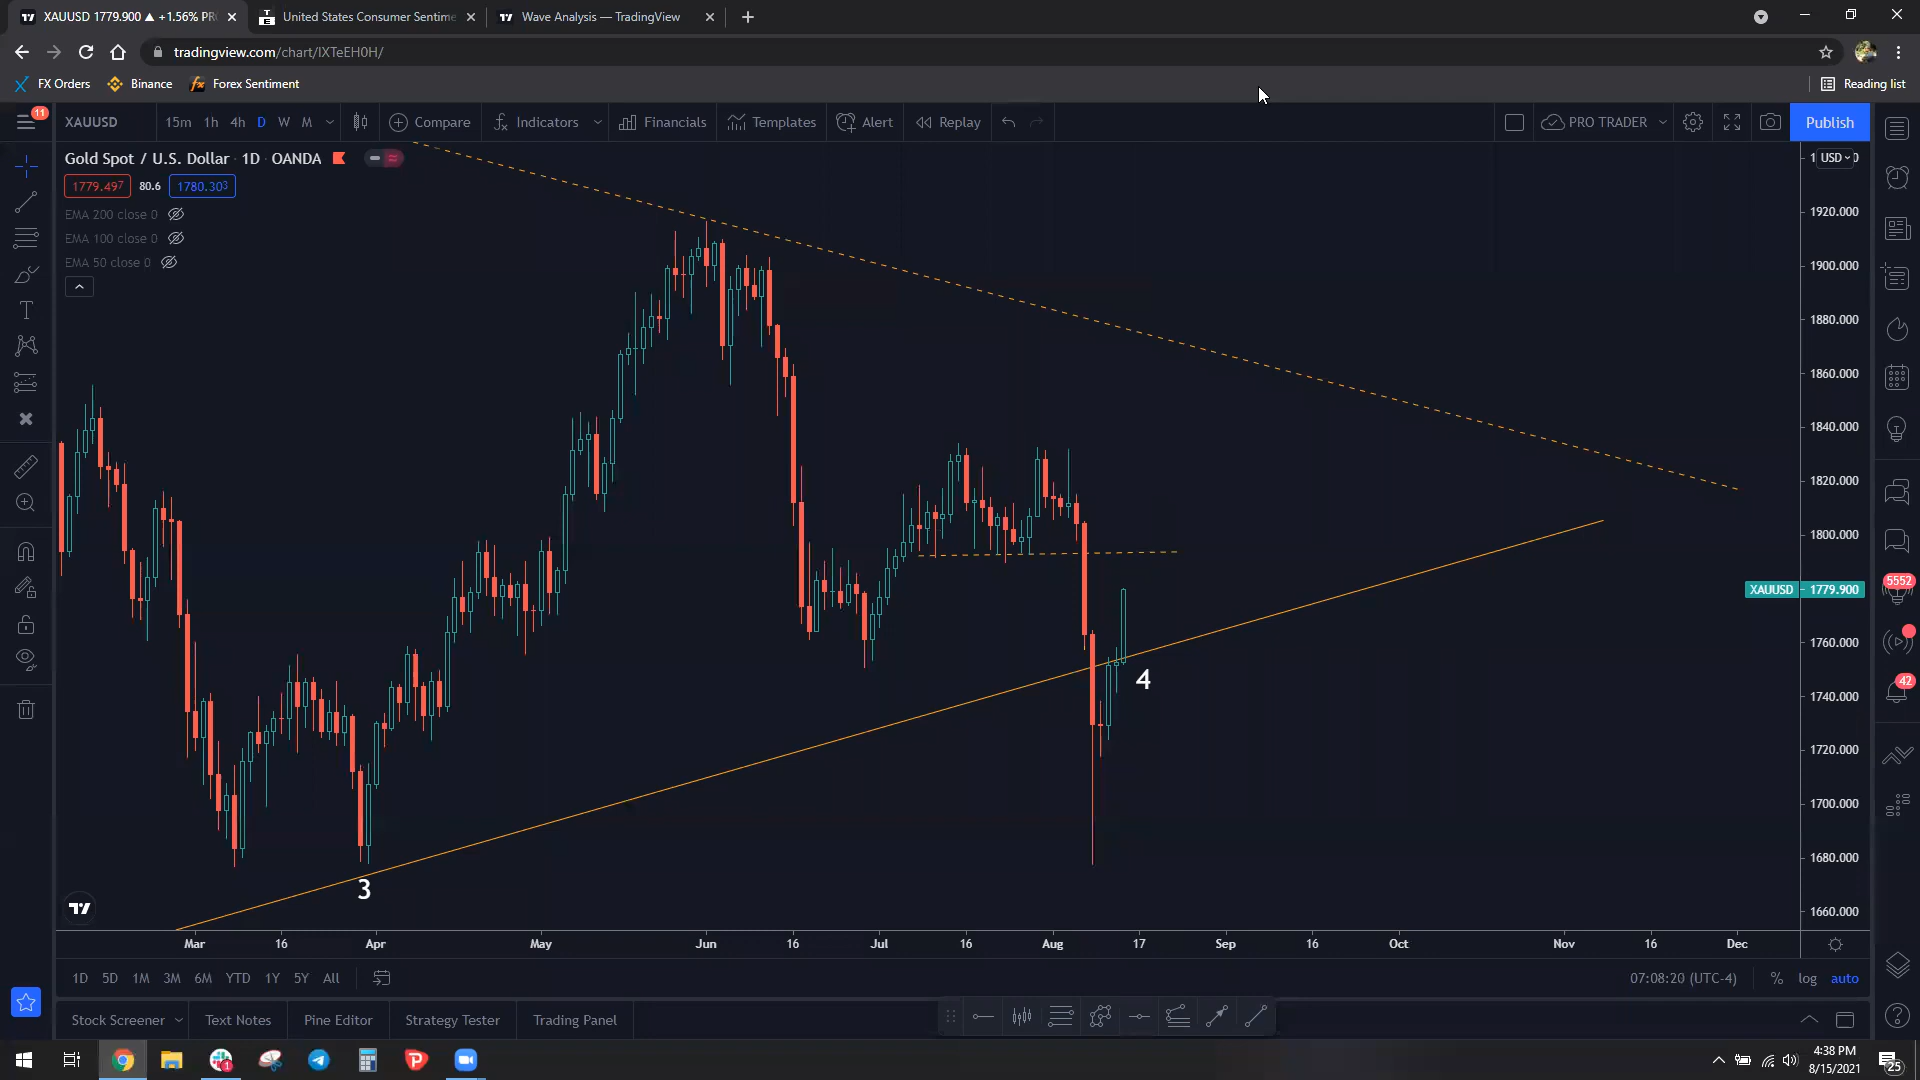 XAUUSD 1779.900 ▲ +1.56% PR
United States Consumer Sentime
Wave Analysis — TradingView
tradingview.com/chart/IXTeEH0H/
FX Orders
Binance
Forex Sentiment
Reading list
11
XAUUSD
15m 1h 4h D W M
Compare
Indicators
Financials
Templates
Alert
Replay
PRO TRADER
Publish
Gold Spot / U.S. Dollar · 1D · OANDA
USD
1779.497 80.6 1780.303
EMA 200 close 0
EMA 100 close 0
EMA 50 close 0
1920.000
1900.000
1880.000
1860.000
1840.000
1820.000
1800.000
XAUUSD 1779.900
1760.000
1740.000
1720.000
1700.000
1680.000
1660.000
4
3
5552
42
Mar 16 Apr May Jun 16 Jul 16 Aug 17 Sep 16 Oct Nov 16 Dec
1D 5D 1M 3M 6M YTD 1Y 5Y All
07:08:20 (UTC-4) % log auto
Stock Screener
Text Notes
Pine Editor
Strategy Tester
Trading Panel
1
4:38 PM
8/15/2021
25